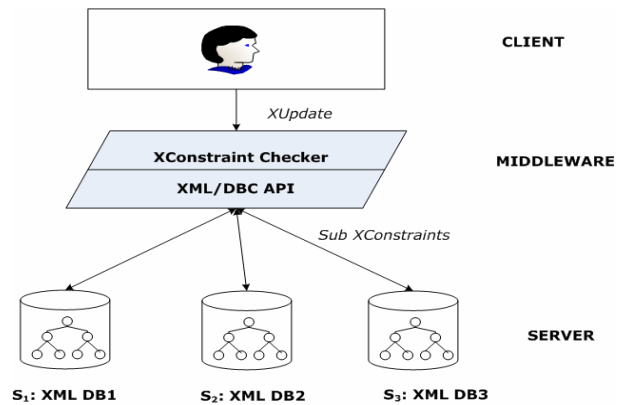 CLIENT
XUpdate
XConstraint Checker
MIDDLEWARE
XML/DBC API
Sub XConstraints
SERVER
S₁: XML DB1
S₂: XML DB2
S₃: XML DB3